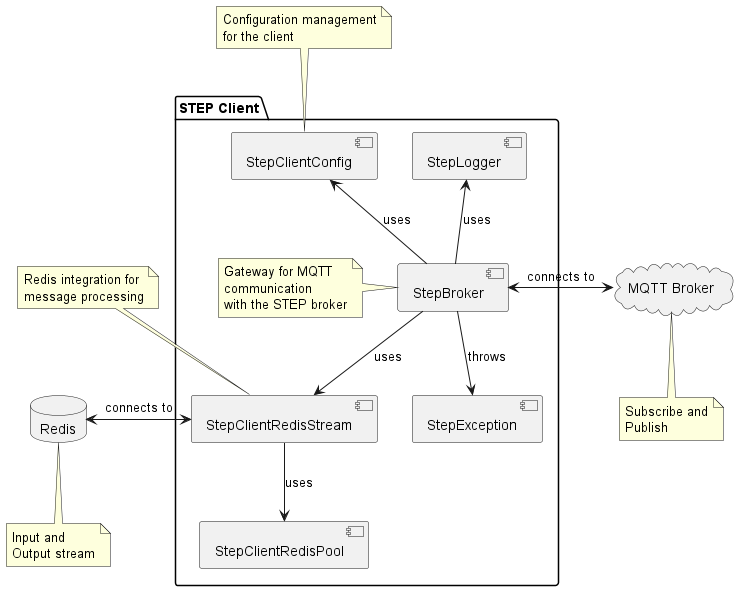 Configuration management
for the client
STEP Client
StepClientConfig
StepLogger
uses
uses
Gateway for MQTT
communication
with the STEP broker
StepBroker
connects to
MQTT Broker
Redis integration for
message processing
uses
throws
Subscribe and
Publish
Redis
connects to
StepClientRedisStream
StepException
uses
Input and
Output stream
StepClientRedisPool